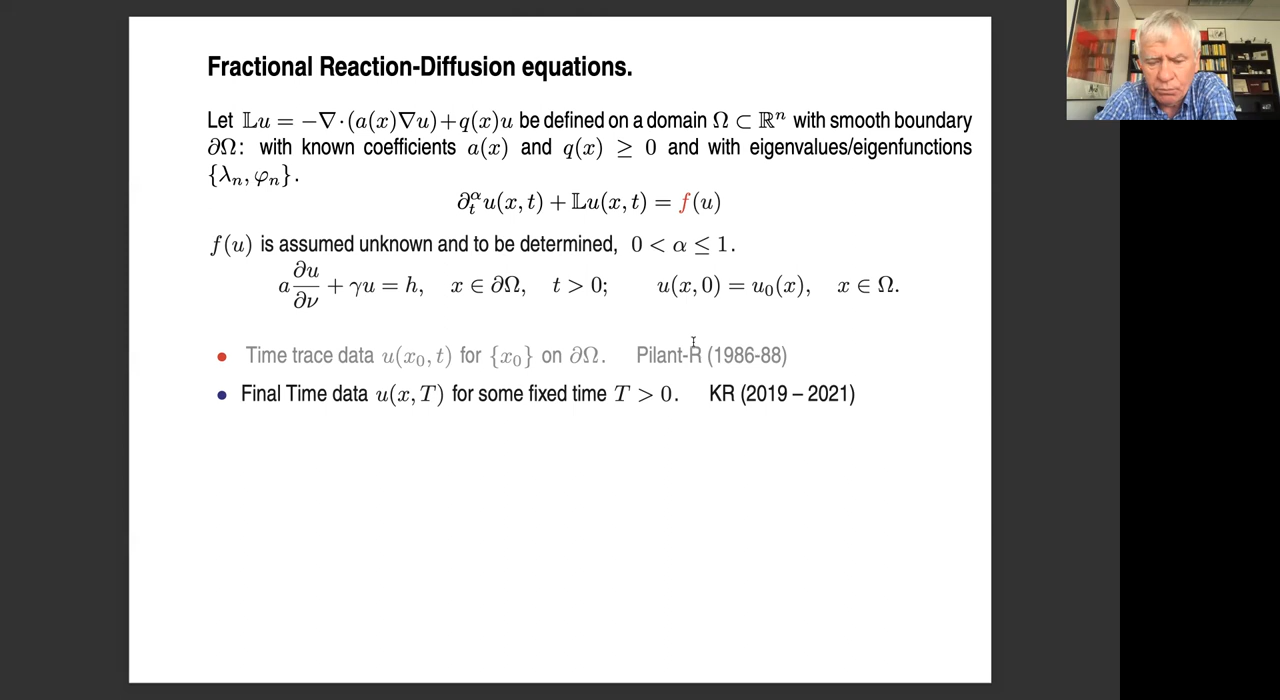 Fractional Reaction-Diffusion equations.
Let 𝕃u = −∇·(a(x)∇u)+q(x)u be defined on a domain Ω ⊂ ℝⁿ with smooth boundary
∂Ω: with known coefficients a(x) and q(x) ≥ 0 and with eigenvalues/eigenfunctions
{λₙ, φₙ}.
∂ₜᵅu(x,t) + 𝕃u(x,t) = f(u)
f(u) is assumed unknown and to be determined, 0 < α ≤ 1.
a ∂u/∂ν + γu = h, x ∈ ∂Ω, t > 0; u(x,0) = u₀(x), x ∈ Ω.
• Time trace data u(x₀,t) for {x₀} on ∂Ω. Pilant-R (1986-88)
• Final Time data u(x,T) for some fixed time T > 0. KR (2019 – 2021)